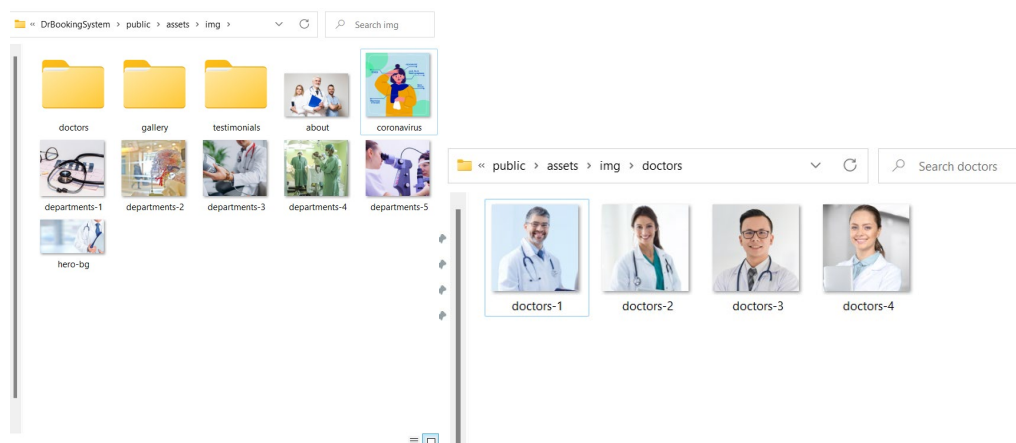 « DrBookingSystem > public > assets > img >
Search img
doctors
gallery
testimonials
about
coronavirus
departments-1
departments-2
departments-3
departments-4
departments-5
hero-bg
« public > assets > img > doctors
Search doctors
doctors-1
doctors-2
doctors-3
doctors-4